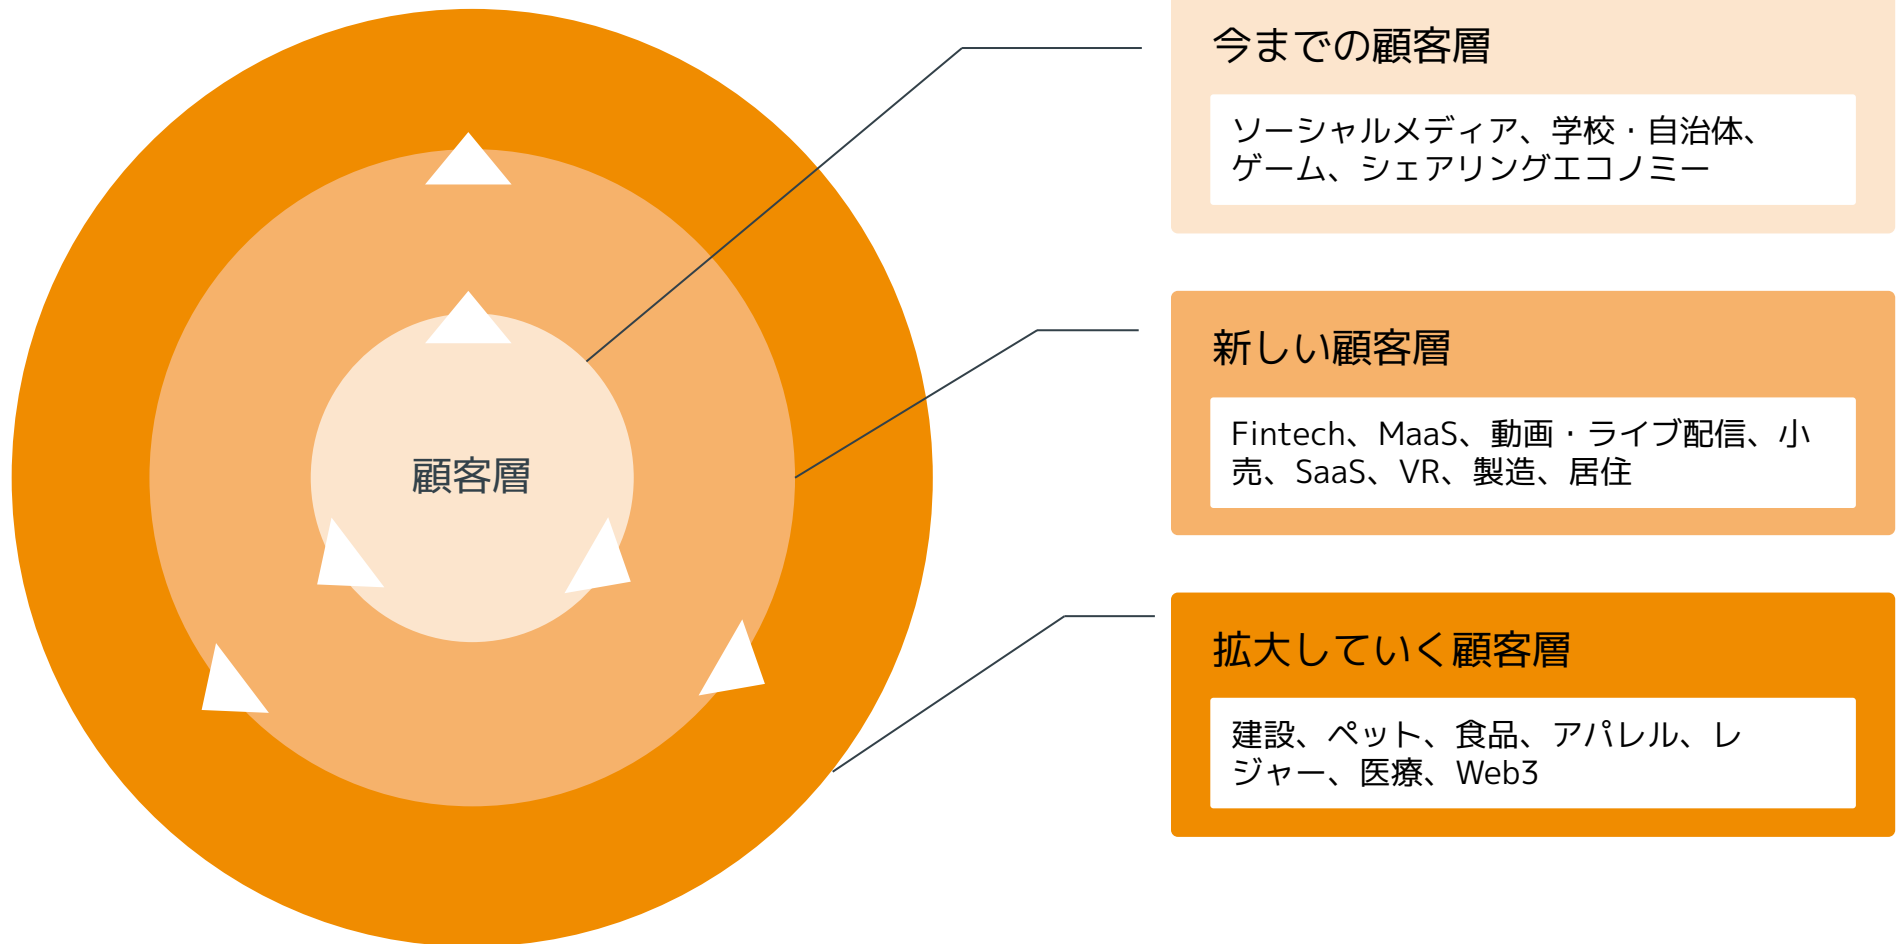 顧客層
今までの顧客層
ソーシャルメディア、学校・自治体、
ゲーム、シェアリングエコノミー
新しい顧客層
Fintech、MaaS、動画・ライブ配信、小
売、SaaS、VR、製造、居住
拡大していく顧客層
建設、ペット、食品、アパレル、レ
ジャー、医療、Web3